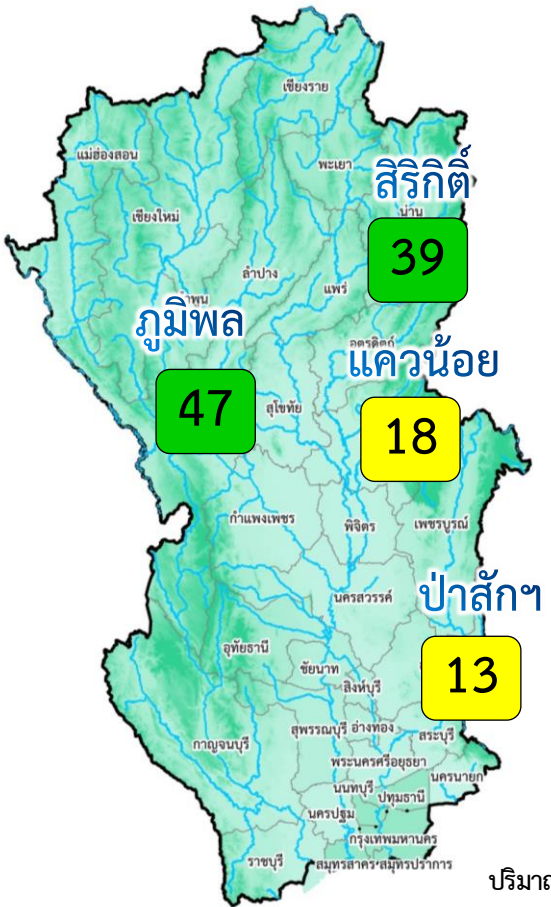 เชียงราย
แม่ฮ่องสอน
พะเยา
สิริกิติ์
น่าน
เชียงใหม่
39
ลำปาง
แพร่
ลำพูน
ภูมิพล
อุตรดิตถ์
แควน้อย
47
สุโขทัย
18
กำแพงเพชร
พิจิตร
เพชรบูรณ์
นครสวรรค์
ป่าสักฯ
อุทัยธานี
ชัยนาท
13
สิงห์บุรี
สุพรรณบุรี อ่างทอง
สระบุรี
กาญจนบุรี
พระนครศรีอยุธยา
นครนายก
นนทบุรี
ปทุมธานี
นครปฐม
กรุงเทพมหานคร
ราชบุรี
สมุทรสาคร สมุทรปราการ